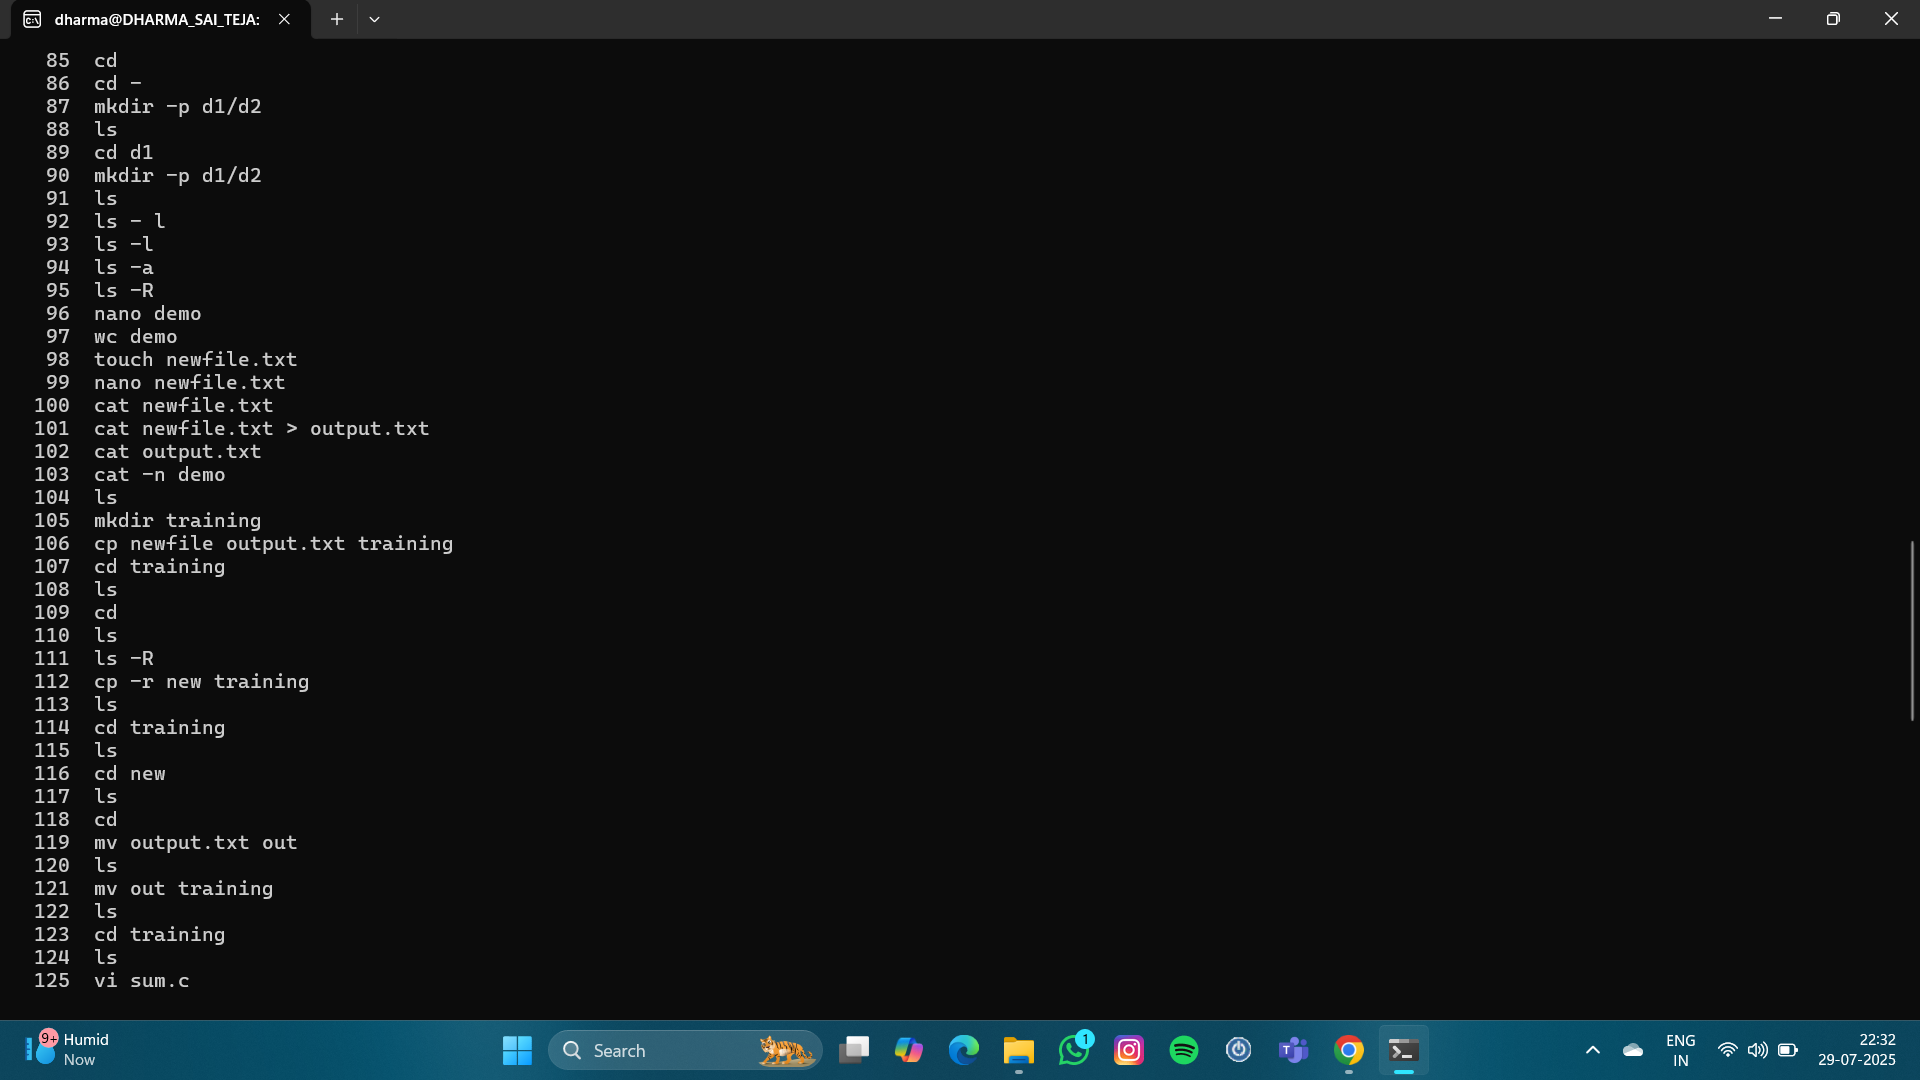 dharma@DHARMA_SAI_TEJA:
85 cd
86 cd -
87 mkdir -p d1/d2
88 ls
89 cd d1
90 mkdir -p d1/d2
91 ls
92 ls - l
93 ls -l
94 ls -a
95 ls -R
96 nano demo
97 wc demo
98 touch newfile.txt
99 nano newfile.txt
100 cat newfile.txt
101 cat newfile.txt > output.txt
102 cat output.txt
103 cat -n demo
104 ls
105 mkdir training
106 cp newfile output.txt training
107 cd training
108 ls
109 cd
110 ls
111 ls -R
112 cp -r new training
113 ls
114 cd training
115 ls
116 cd new
117 ls
118 cd
119 mv output.txt out
120 ls
121 mv out training
122 ls
123 cd training
124 ls
125 vi sum.c
9+ Humid
Now
Search
1
T
ENG
IN
22:32
29-07-2025